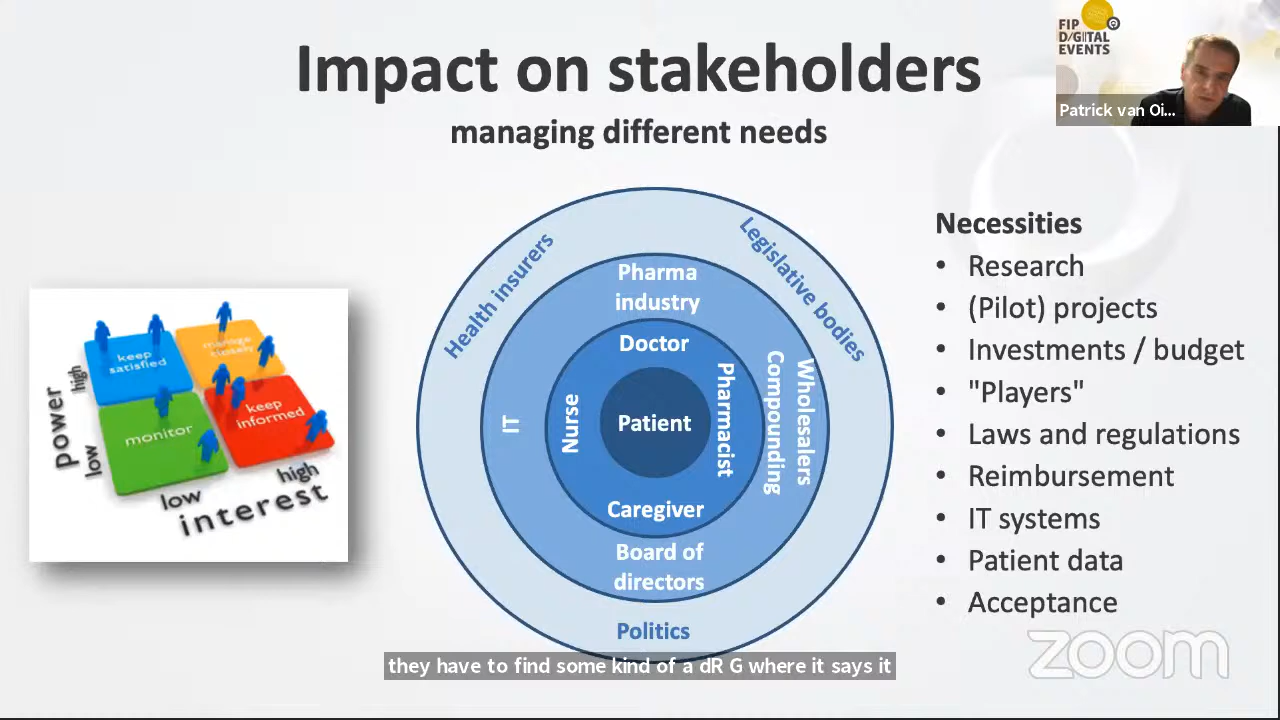 Impact on stakeholders
managing different needs
FIP
D/GITAL
EVENTS
Patrick van Oi...
power
high
low
keep
satisfied
manage
closely
monitor
keep
informed
low
high
interest
Health insurers
Legislative bodies
Pharma
industry
Doctor
IT
Nurse
Patient
Pharmacist
Compounding
Wholesalers
Caregiver
Board of
directors
Politics
Necessities
• Research
• (Pilot) projects
• Investments / budget
• "Players"
• Laws and regulations
• Reimbursement
• IT systems
• Patient data
• Acceptance
they have to find some kind of a dR G where it says it
zoom